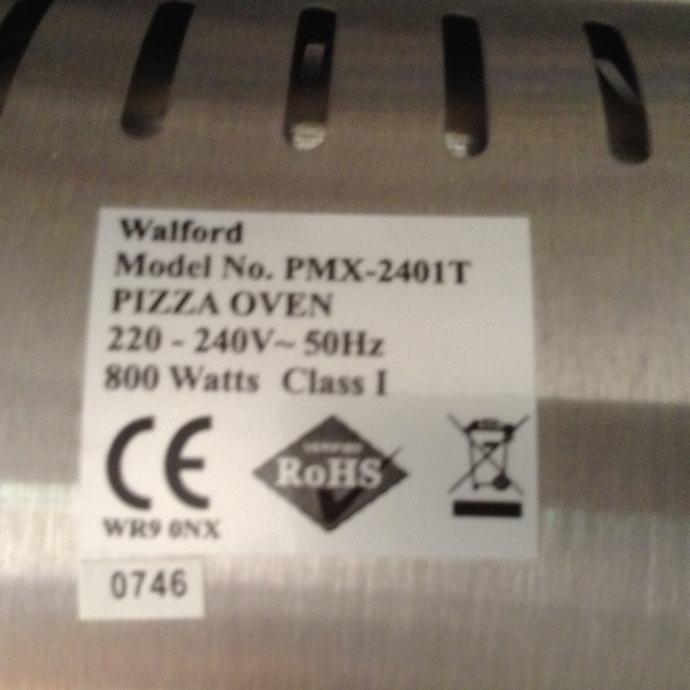 Walford
Model No. PMX-2401T
PIZZA OVEN
220 - 240V~ 50Hz
800 Watts Class I
CE
RoHS
WR9 0NX
0746